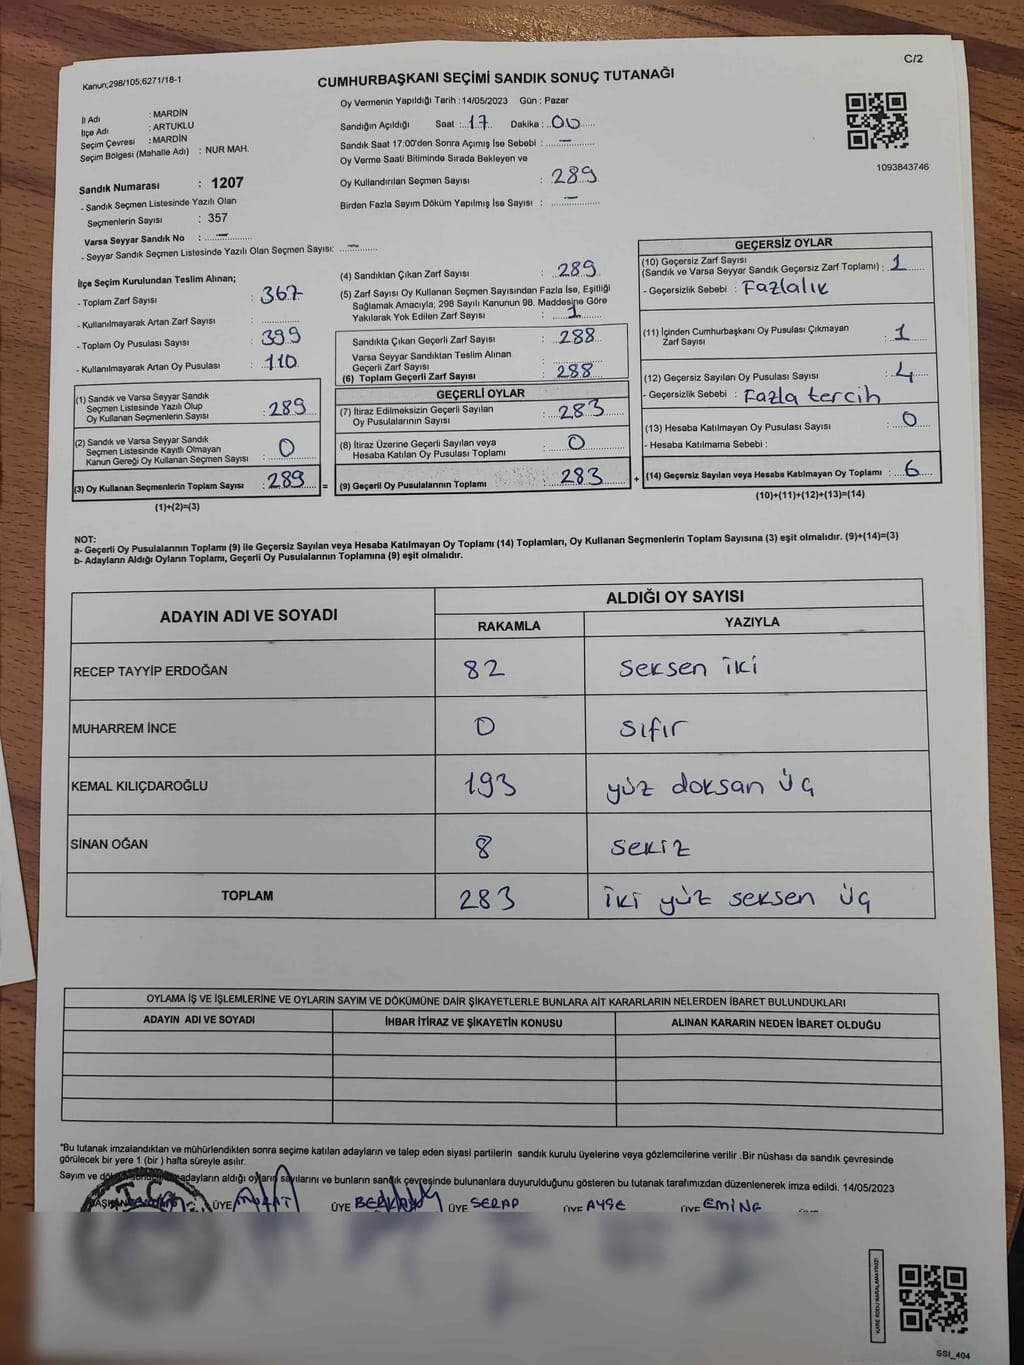 Kanun;298/105,6271/18-1
C/2
CUMHURBAŞKANI SEÇİMİ SANDIK SONUÇ TUTANAĞI
İl Adı : MARDİN
İlçe Adı : ARTUKLU
Seçim Çevresi : MARDİN
Seçim Bölgesi (Mahalle Adı) : NUR MAH.
Oy Vermenin Yapıldığı Tarih : 14/05/2023 Gün : Pazar
Sandığın Açıldığı Saat : 17 Dakika : 00
Sandık Saat 17:00'den Sonra Açımış İse Sebebi : —
Oy Verme Saati Bitiminde Sırada Bekleyen ve
Oy Kullandırılan Seçmen Sayısı : 289
Birden Fazla Sayım Döküm Yapılmış İse Sayısı : —
1093843746
Sandık Numarası : 1207
- Sandık Seçmen Listesinde Yazılı Olan
Seçmenlerin Sayısı : 357
Varsa Seyyar Sandık No : —
- Seyyar Sandık Seçmen Listesinde Yazılı Olan Seçmen Sayısı: —
İlçe Seçim Kurulundan Teslim Alınan;
- Toplam Zarf Sayısı : 367
- Kullanılmayarak Artan Zarf Sayısı :
- Toplam Oy Pusulası Sayısı : 399
- Kullanılmayarak Artan Oy Pusulası : 110
(1) Sandık ve Varsa Seyyar Sandık
Seçmen Listesinde Yazılı Olup
Oy Kullanan Seçmenlerin Sayısı : 289
(2) Sandık ve Varsa Seyyar Sandık
Seçmen Listesinde Kayıtlı Olmayan
Kanun Gereği Oy Kullanan Seçmen Sayısı : 0
(3) Oy Kullanan Seçmenlerin Toplam Sayısı : 289 =
(1)+(2)=(3)
(4) Sandıktan Çıkan Zarf Sayısı : 289
(5) Zarf Sayısı Oy Kullanan Seçmen Sayısından Fazla İse, Eşitliği
Sağlamak Amacıyla; 298 Sayılı Kanunun 98. Maddesine Göre
Yakılarak Yok Edilen Zarf Sayısı : 1
Sandıkta Çıkan Geçerli Zarf Sayısı : 288
Varsa Seyyar Sandıktan Teslim Alınan
Geçerli Zarf Sayısı :
(6) Toplam Geçerli Zarf Sayısı : 288
GEÇERLİ OYLAR
(7) İtiraz Edilmeksizin Geçerli Sayılan
Oy Pusulasının Sayısı : 283
(8) İtiraz Üzerine Geçerli Sayılan veya
Hesaba Katılan Oy Pusulası Toplamı : 0
(9) Geçerli Oy Pusulalarının Toplamı : 283 +
GEÇERSİZ OYLAR
(10) Geçersiz Zarf Sayısı
(Sandık ve Varsa Seyyar Sandık Geçersiz Zarf Toplamı) : 1
- Geçersizlik Sebebi : Fazlalık
(11) İçinden Cumhurbaşkanı Oy Pusulası Çıkmayan
Zarf Sayısı : 1
(12) Geçersiz Sayılan Oy Pusulası Sayısı : 4
- Geçersizlik Sebebi : Fazla tercih
(13) Hesaba Katılmayan Oy Pusulası Sayısı : 0
- Hesaba Katılmama Sebebi :
(14) Geçersiz Sayılan veya Hesaba Katılmayan Oy Toplamı : 6
(10)+(11)+(12)+(13)=(14)
NOT:
a- Geçerli Oy Pusulalarının Toplamı (9) ile Geçersiz Sayılan veya Hesaba Katılmayan Oy Toplamı (14) Toplamları, Oy Kullanan Seçmenlerin Toplam Sayısına (3) eşit olmalıdır. (9)+(14)=(3)
b- Adayların Aldığı Oyların Toplamı, Geçerli Oy Pusulalarının Toplamına (9) eşit olmalıdır.
ADAYIN ADI VE SOYADI
ALDIĞI OY SAYISI
RAKAMLA YAZIYLA
RECEP TAYYİP ERDOĞAN 82 Seksen iki
MUHARREM İNCE 0 Sıfır
KEMAL KILIÇDAROĞLU 193 yüz doksan üç
SİNAN OĞAN 8 Sekiz
TOPLAM 283 iki yüz seksen üç
OYLAMA İŞ VE İŞLEMLERİNE VE OYLARIN SAYIM VE DÖKÜMÜNE DAİR ŞİKAYETLERLE BUNLARA AİT KARARLARIN NELERDEN İBARET BULUNDUKLARI
ADAYIN ADI VE SOYADI İHBAR İTİRAZ VE ŞİKAYETİN KONUSU ALINAN KARARIN NEDEN İBARET OLDUĞU
*Bu tutanak imzalandıktan ve mühürlendikten sonra seçime katılan adayların ve talep eden siyasi partilerin sandık kurulu üyelerine veya gözlemcilerine verilir .Bir nüshası da sandık çevresinde
görülecek bir yere 1 (bir ) hafta süreyle asılır.
Sayım ve adayların aldığı oyların sayılarını ve bunların sandık çevresinde bulunanlara duyurulduğunu gösteren bu tutanak tarafımızdan düzenlenerek imza edildi. 14/05/2023
BAŞKAN ÜYE MURAT ÜYE ÜYE SERAP ÜYE AYŞE ÜYE EMİNE
T.C.
KARE KODU KARALAMAYINIZ!
SSI_404